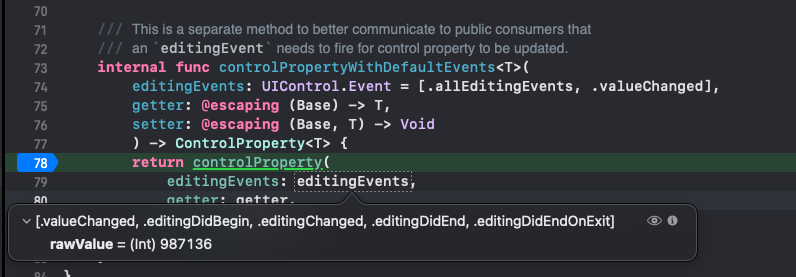 70
71 /// This is a separate method to better communicate to public consumers that
72 /// an `editingEvent` needs to fire for control property to be updated.
73 internal func controlPropertyWithDefaultEvents<T>(
74 editingEvents: UIControl.Event = [.allEditingEvents, .valueChanged],
75 getter: @escaping (Base) -> T,
76 setter: @escaping (Base, T) -> Void
77 ) -> ControlProperty<T> {
78 return controlProperty(
79 editingEvents: editingEvents,
80 getter: getter,
[.valueChanged, .editingDidBegin, .editingChanged, .editingDidEnd, .editingDidEndOnExit]
rawValue = (Int) 987136
84 }